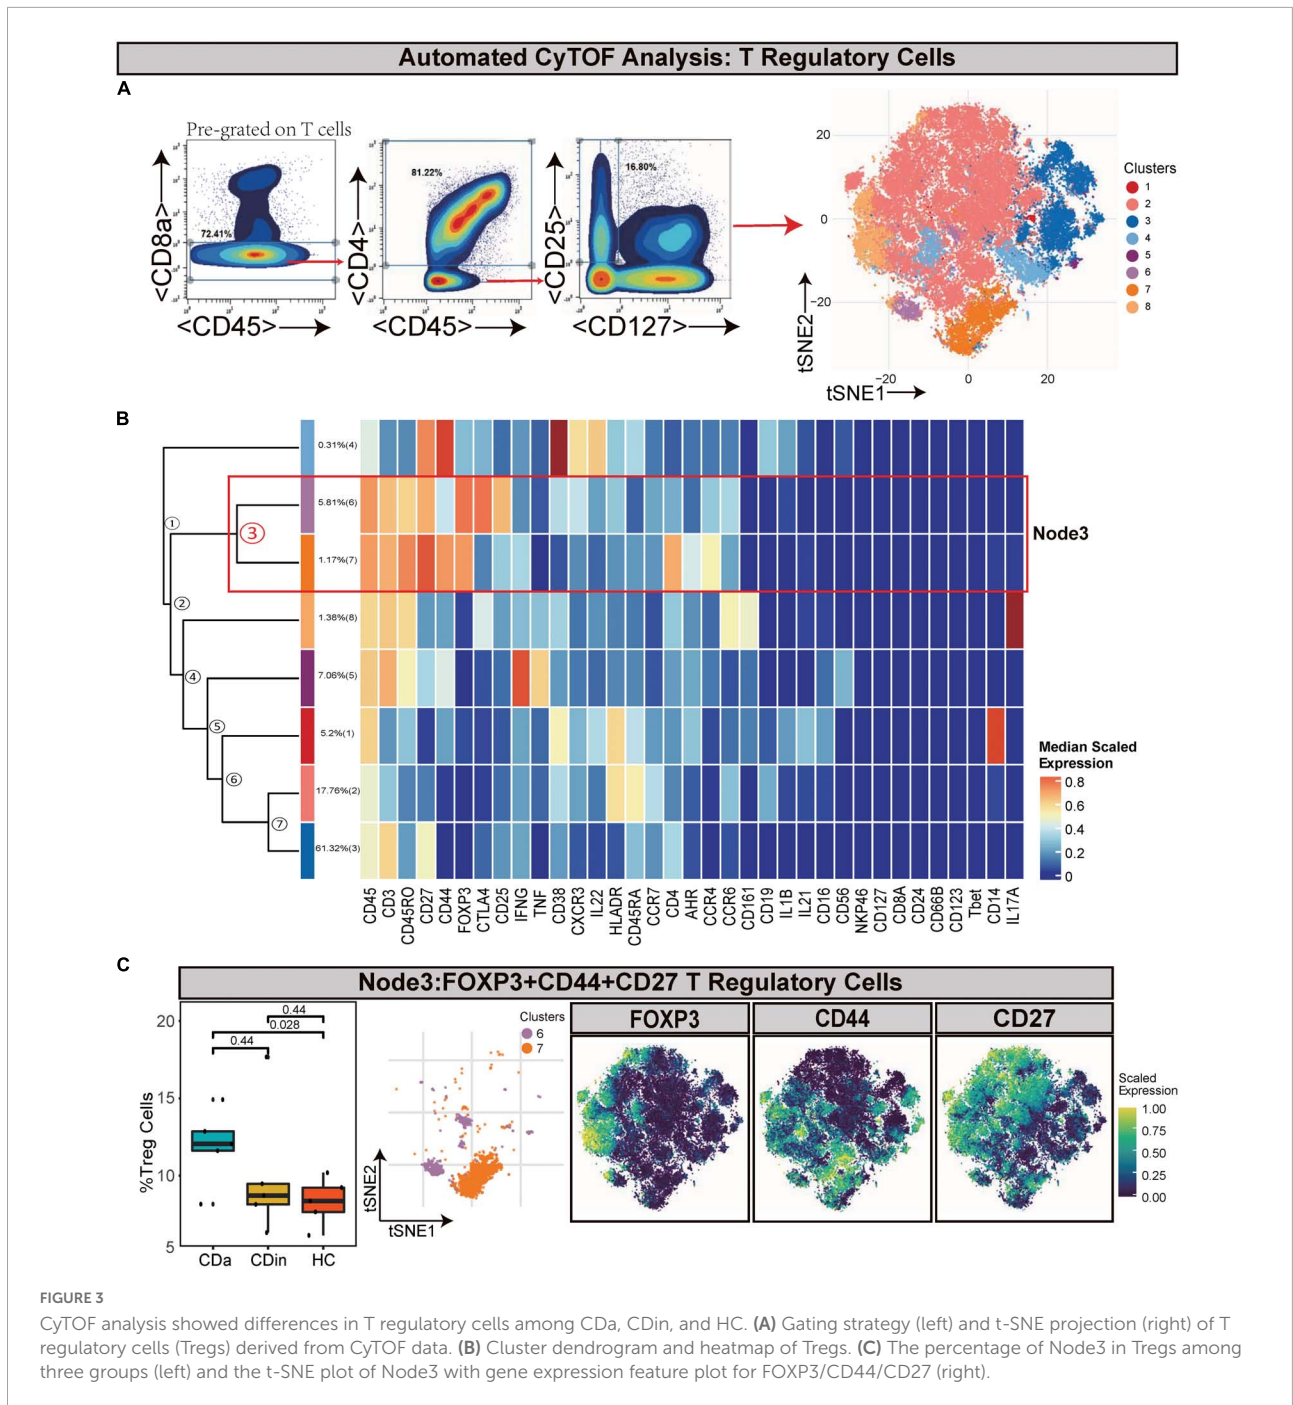 Automated CyTOF Analysis: T Regulatory Cells
A
Pre-grated on T cells
<CD8a>
72.41%
<CD45>
<CD4>
81.22%
<CD45>
<CD25>
16.80%
<CD127>
20
0
−20
tSNE2
−20
0
20
tSNE1
Clusters
1
2
3
4
5
6
7
8
B
0.31%(4)
5.81%(6)
1.17%(7)
1.38%(8)
7.06%(5)
5.2%(1)
17.76%(2)
61.32%(3)
1
2
3
4
5
6
7
Node3
Median Scaled
Expression
0.8
0.6
0.4
0.2
0
CD45
CD3
CD45RO
CD27
CD44
FOXP3
CTLA4
CD25
IFNG
TNF
CD38
CXCR3
IL22
HLADR
CD45RA
CCR7
CD4
AHR
CCR4
CCR6
CD161
CD19
IL1B
IL21
CD16
CD56
NKP46
CD127
CD8A
CD24
CD66B
CD123
Tbet
CD14
IL17A
C
Node3:FOXP3+CD44+CD27 T Regulatory Cells
%Treg Cells
20
15
10
5
0.44
0.028
0.44
CDa
CDin
HC
Clusters
6
7
tSNE2
tSNE1
FOXP3
CD44
CD27
Scaled
Expression
1.00
0.75
0.50
0.25
0.00
FIGURE 3
CyTOF analysis showed differences in T regulatory cells among CDa, CDin, and HC. (A) Gating strategy (left) and t-SNE projection (right) of T
regulatory cells (Tregs) derived from CyTOF data. (B) Cluster dendrogram and heatmap of Tregs. (C) The percentage of Node3 in Tregs among
three groups (left) and the t-SNE plot of Node3 with gene expression feature plot for FOXP3/CD44/CD27 (right).